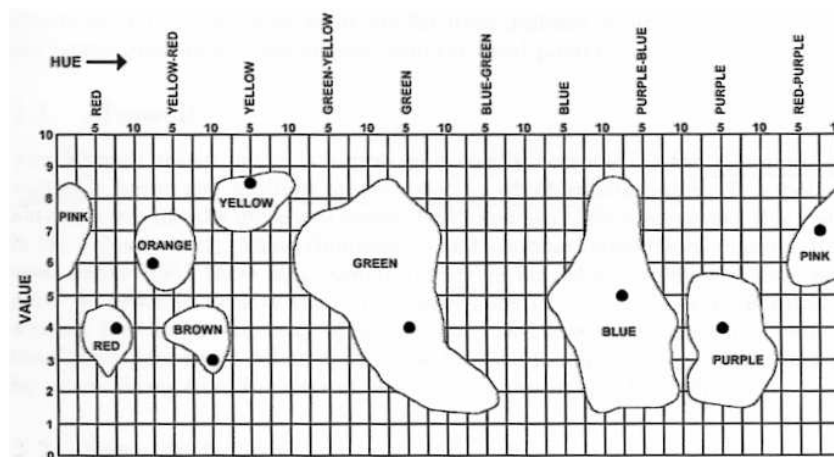 HUE
RED
YELLOW-RED
YELLOW
GREEN-YELLOW
GREEN
BLUE-GREEN
BLUE
PURPLE-BLUE
PURPLE
RED-PURPLE
5 10 5 10 5 10 5 10 5 10 5 10 5 10 5 10 5 10 5 10
VALUE
10
9
8
7
6
5
4
3
2
1
0
PINK
ORANGE
YELLOW
RED
BROWN
GREEN
BLUE
PURPLE
PINK